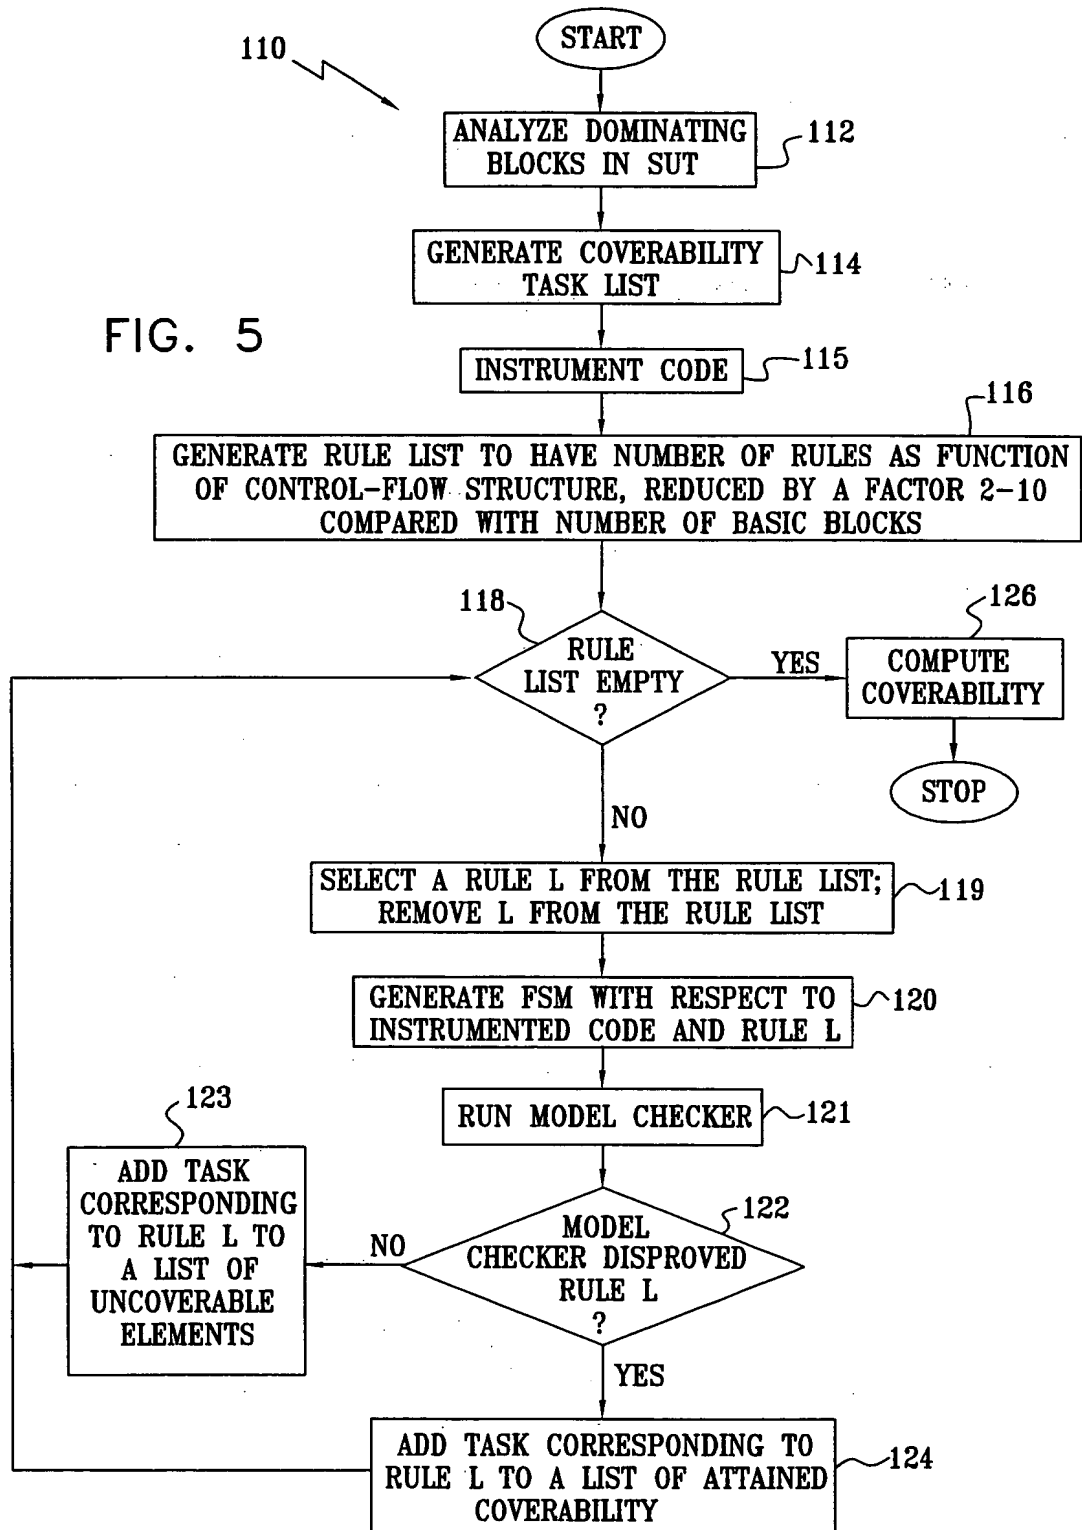 START
110
ANALYZE DOMINATING
BLOCKS IN SUT
112
GENERATE COVERABILITY
TASK LIST
114
FIG. 5
INSTRUMENT CODE
115
116
GENERATE RULE LIST TO HAVE NUMBER OF RULES AS FUNCTION
OF CONTROL-FLOW STRUCTURE, REDUCED BY A FACTOR 2-10
COMPARED WITH NUMBER OF BASIC BLOCKS
118
RULE
LIST EMPTY
?
YES
126
COMPUTE
COVERABILITY
STOP
NO
SELECT A RULE L FROM THE RULE LIST;
REMOVE L FROM THE RULE LIST
119
GENERATE FSM WITH RESPECT TO
INSTRUMENTED CODE AND RULE L
120
RUN MODEL CHECKER
121
123
ADD TASK
CORRESPONDING
TO RULE L TO
A LIST OF
UNCOVERABLE
ELEMENTS
NO
122
MODEL
CHECKER DISPROVED
RULE L
?
YES
ADD TASK CORRESPONDING TO
RULE L TO A LIST OF ATTAINED
COVERABILITY
124